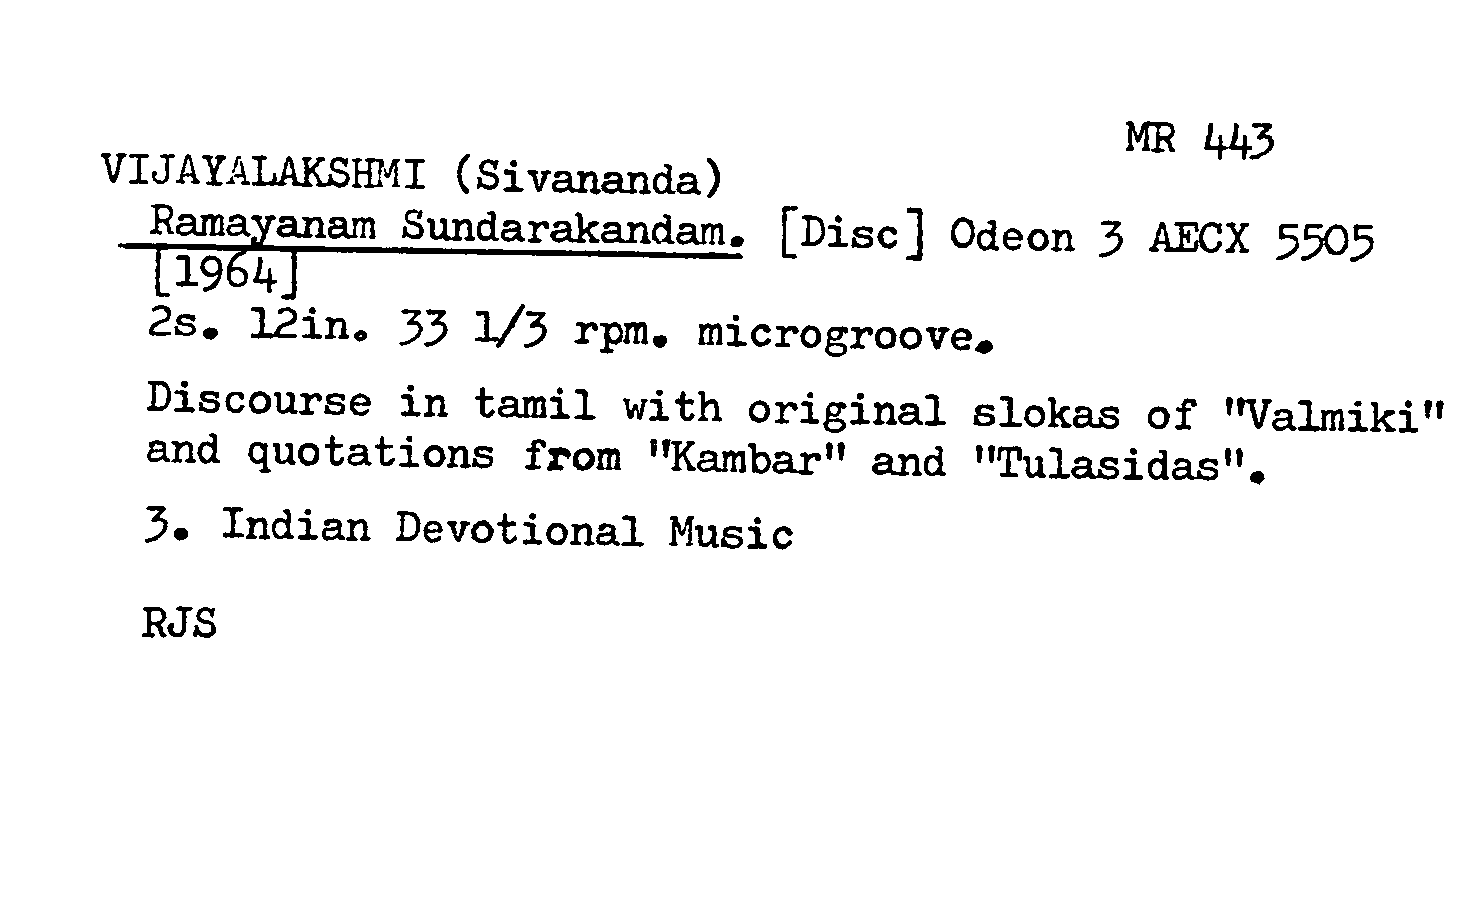 MR 443
VIJAYALAKSHMI (Sivananda)
Ramayanam Sundarakandam. [Disc] Odeon 3 AECX 5505
[1964]
2s. 12in. 33 1/3 rpm. microgroove.
Discourse in tamil with original slokas of "Valmiki"
and quotations from "Kambar" and "Tulasidas".
3. Indian Devotional Music
RJS